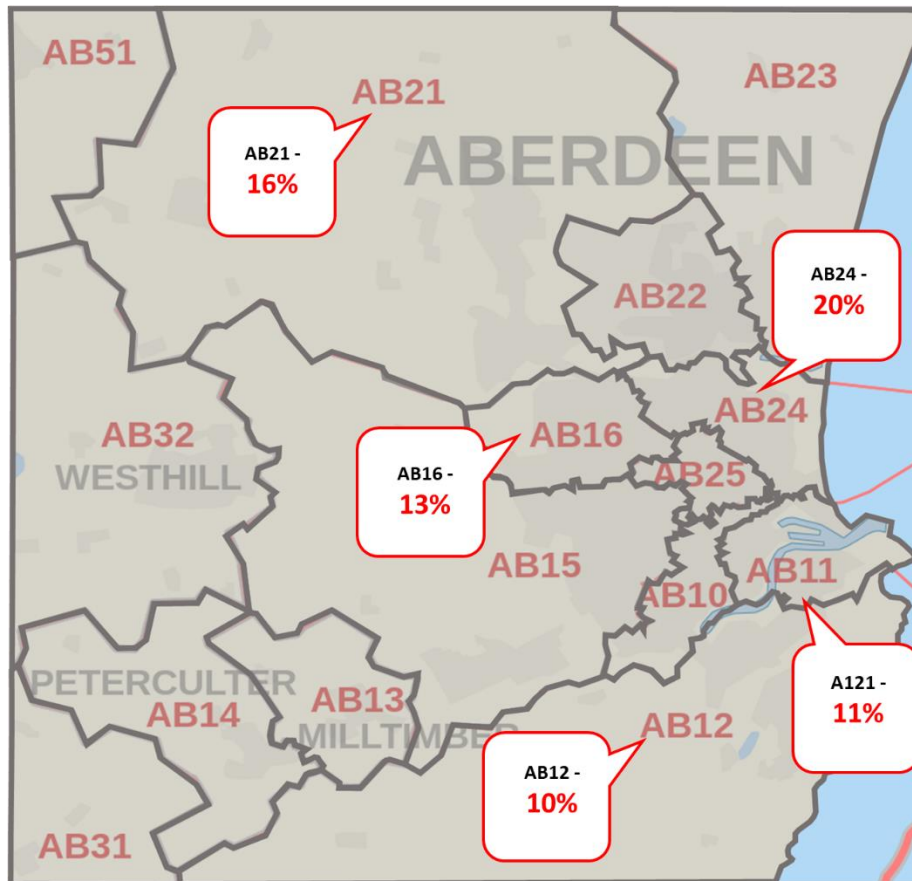 AB51
AB21
AB23
AB21 -
16%
ABERDEEN
AB22
AB24 -
20%
AB24
AB32
WESTHILL
AB16
AB25
AB16 -
13%
AB15
AB10
AB11
PETERCULTER
AB14
AB13
MILLTIMBER
AB12
A121 -
11%
AB12 -
10%
AB31